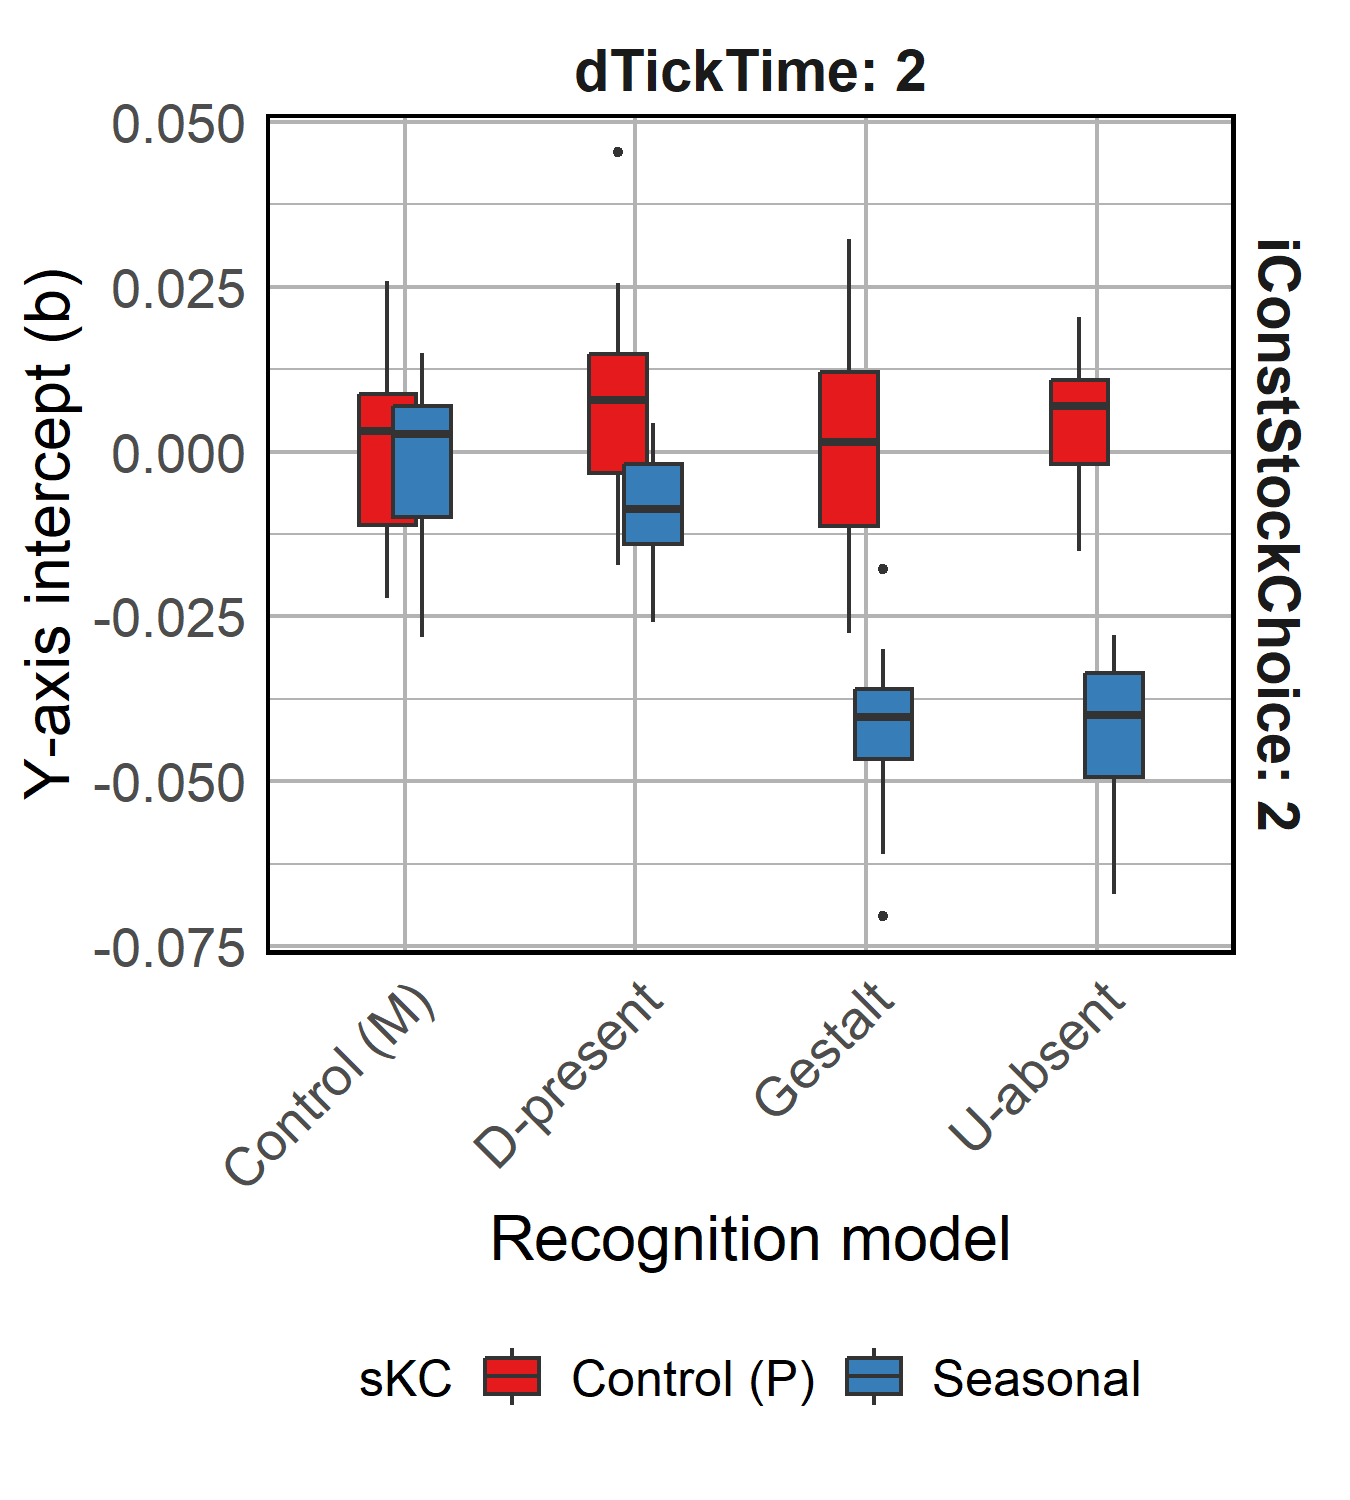 dTickTime: 2
0.050
0.025
0.000
-0.025
-0.050
-0.075
Y-axis intercept (b)
iConstStockChoice: 2
Control (M)
D-present
Gestalt
U-absent
Recognition model
sKC Control (P) Seasonal